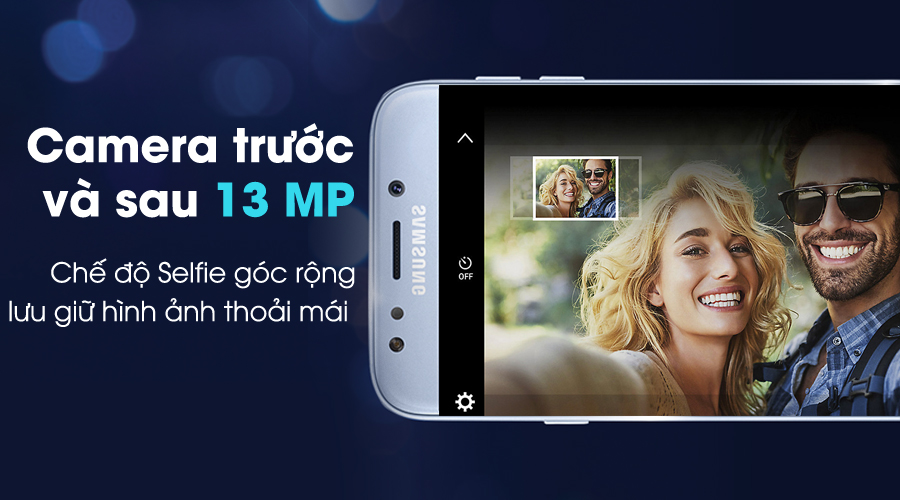 Camera trước
và sau 13 MP
Chế độ Selfie góc rộng
lưu giữ hình ảnh thoải mái
SAMSUNG
OFF